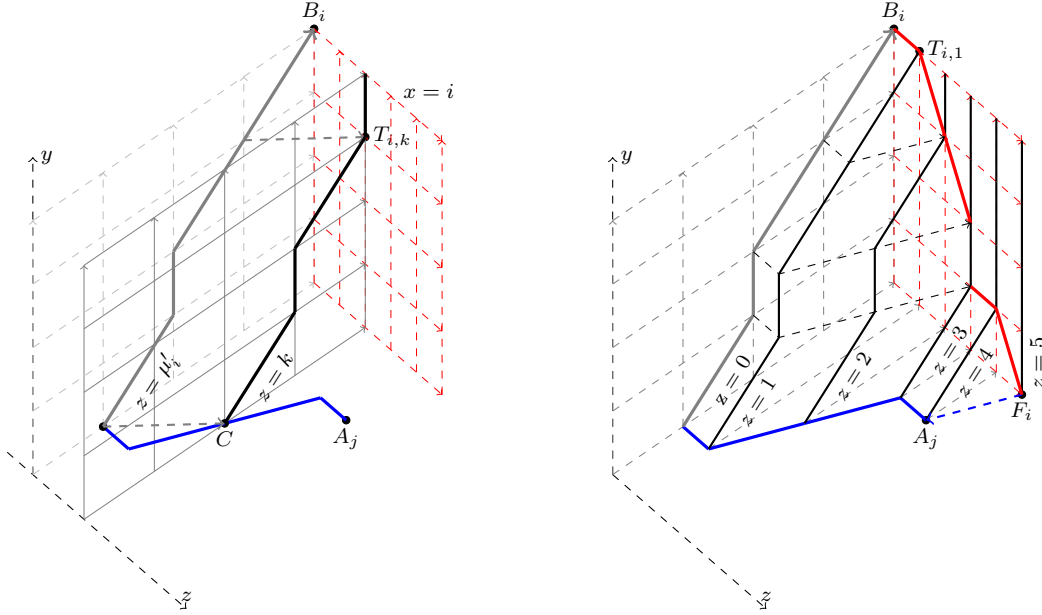 B_i
x = i
y
T_{i,k}
z = μ'_i
z = k
C
A_j
z
B_i
T_{i,1}
y
z = 0
z = 1
z = 2
z = 3
z = 4
z = 5
F_i
A_j
z